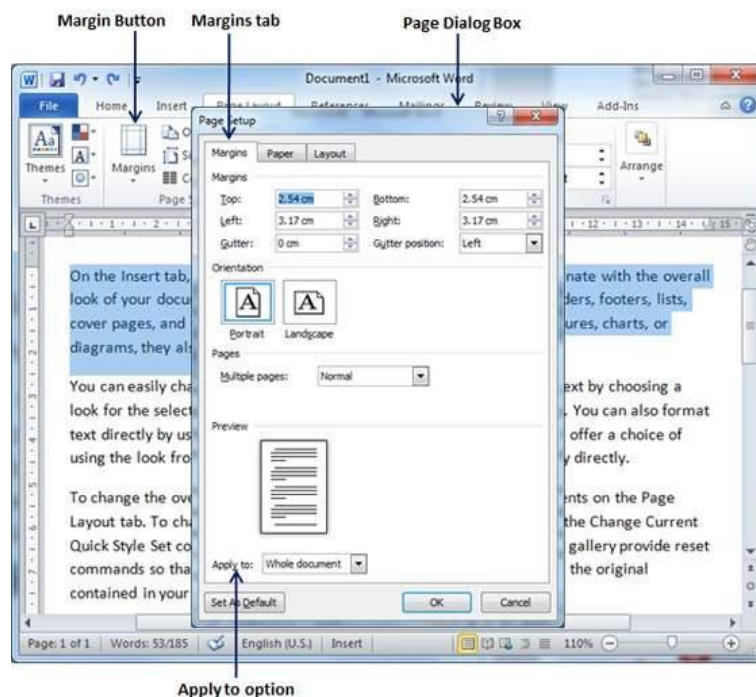 Margin Button Margins tab Page Dialog Box
Document1 - Microsoft Word
File Home Insert Page Layout References Mailings Review View Add-Ins
Page Setup
Themes Margins Arrange
Themes Page S
Margins Paper Layout
Margins
Top: 2.54 cm Bottom: 2.54 cm
Left: 3.17 cm Right: 3.17 cm
Gutter: 0 cm Gutter position: Left
Orientation
Portrait Landscape
Pages
Multiple pages: Normal
Preview
Apply to: Whole document
Set As Default OK Cancel
On the Insert tab, nate with the overall
look of your docu ders, footers, lists,
cover pages, and ures, charts, or
diagrams, they als
You can easily cha ext by choosing a
look for the select . You can also format
text directly by us offer a choice of
using the look fro y directly.
To change the ove nts on the Page
Layout tab. To cha the Change Current
Quick Style Set co gallery provide reset
commands so tha the original
contained in your
Page: 1 of 1 Words: 53/185 English (U.S.) Insert 110%
Apply to option